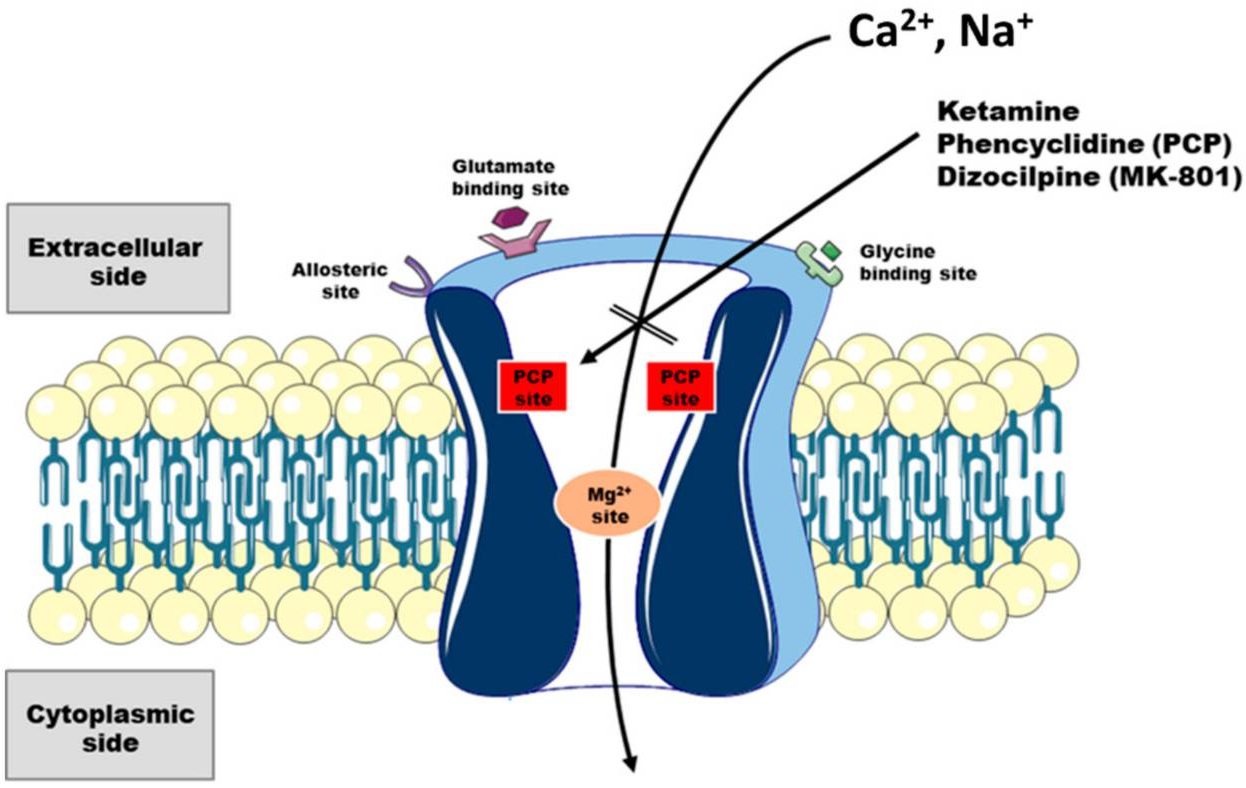 Ca²⁺, Na⁺
Ketamine
Phencyclidine (PCP)
Dizocilpine (MK-801)
Glutamate
binding site
Extracellular
side
Allosteric
site
Glycine
binding site
PCP
site
PCP
site
Mg²⁺
site
Cytoplasmic
side